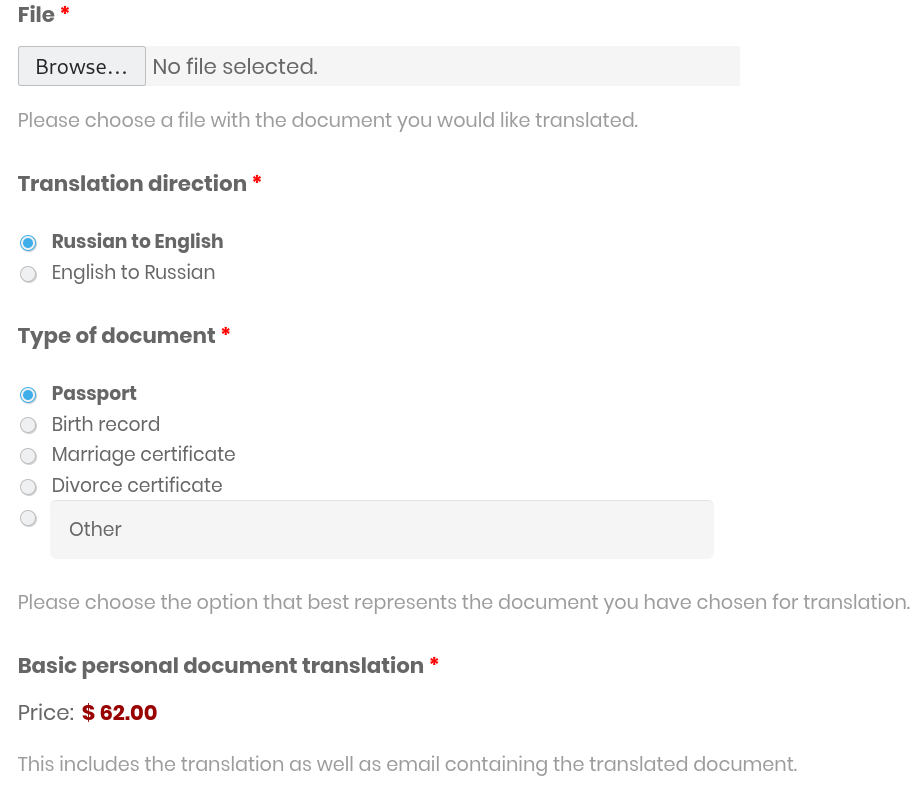 File *
Browse... No file selected.
Please choose a file with the document you would like translated.
Translation direction *
Russian to English
English to Russian
Type of document *
Passport
Birth record
Marriage certificate
Divorce certificate
Other
Please choose the option that best represents the document you have chosen for translation.
Basic personal document translation *
Price: $ 62.00
This includes the translation as well as email containing the translated document.